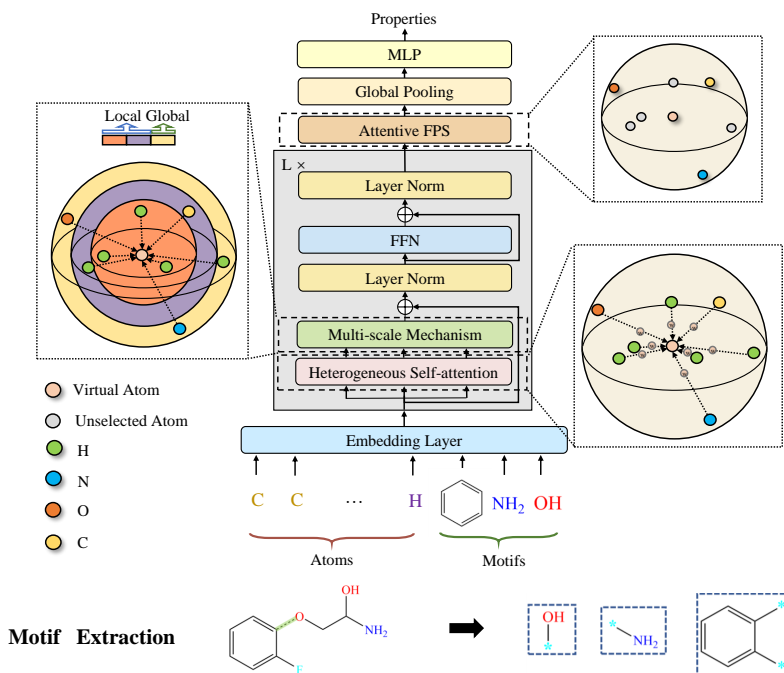 Properties
MLP
Global Pooling
Attentive FPS
L ×
Layer Norm
FFN
Layer Norm
Multi-scale Mechanism
Heterogeneous Self-attention
Embedding Layer
C C ... H NH₂ OH
Atoms Motifs
Local Global
Virtual Atom
Unselected Atom
H
N
O
C
Motif Extraction
OH
O
NH₂
F
OH
*
*
NH₂
*
*